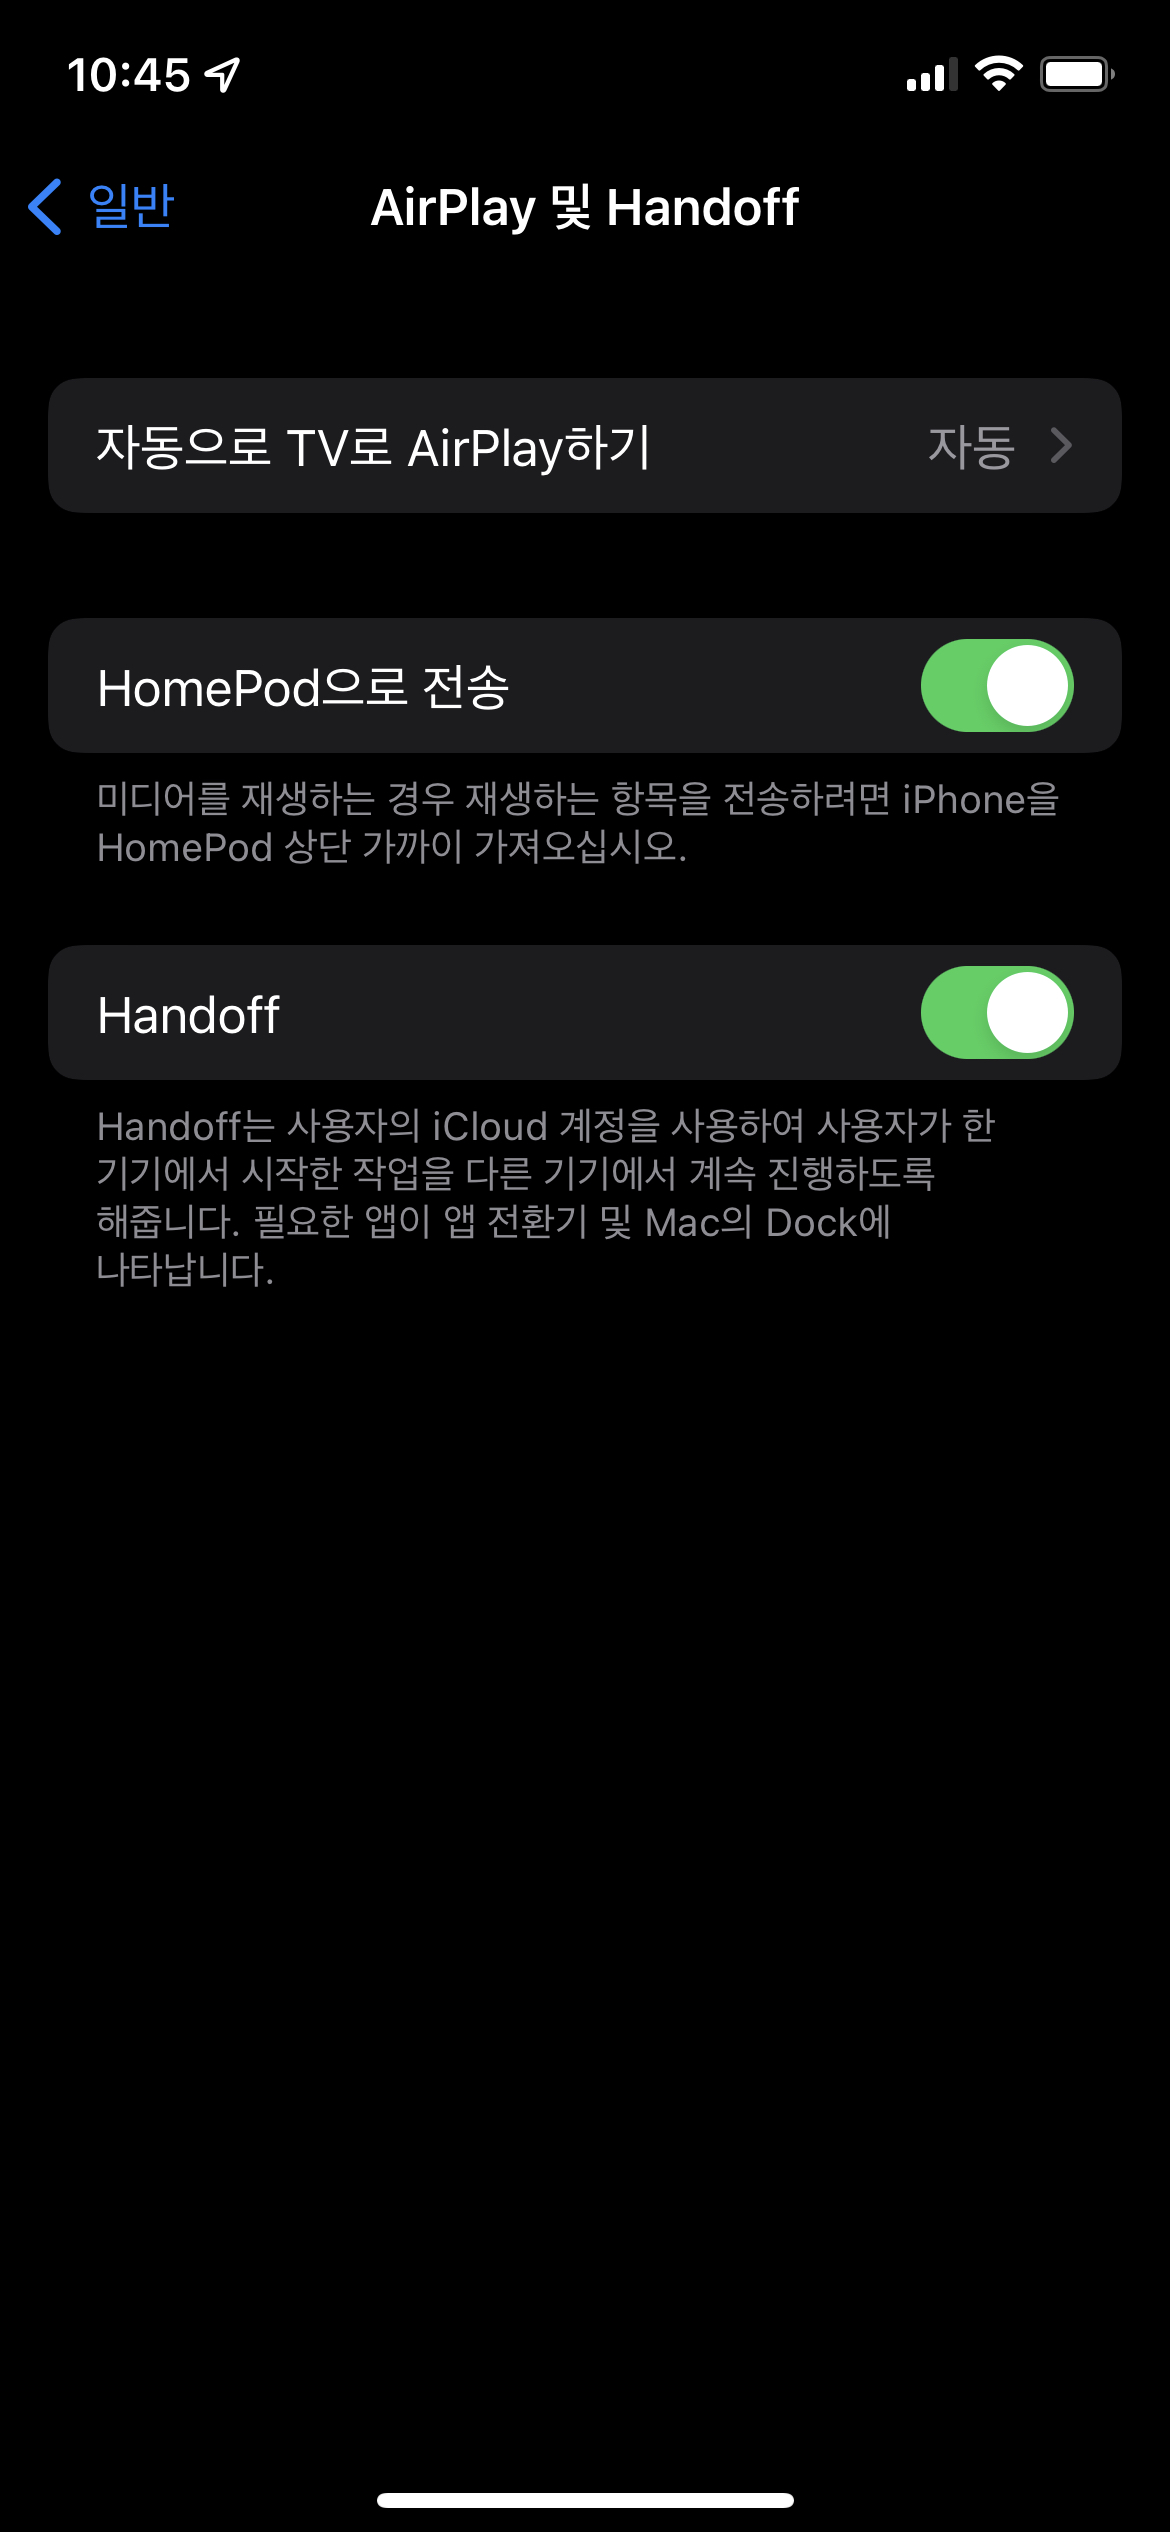 10:45
일반
AirPlay 및 Handoff
자동으로 TV로 AirPlay하기
자동
HomePod으로 전송
미디어를 재생하는 경우 재생하는 항목을 전송하려면 iPhone을
HomePod 상단 가까이 가져오십시오.
Handoff
Handoff는 사용자의 iCloud 계정을 사용하여 사용자가 한
기기에서 시작한 작업을 다른 기기에서 계속 진행하도록
해줍니다. 필요한 앱이 앱 전환기 및 Mac의 Dock에
나타납니다.